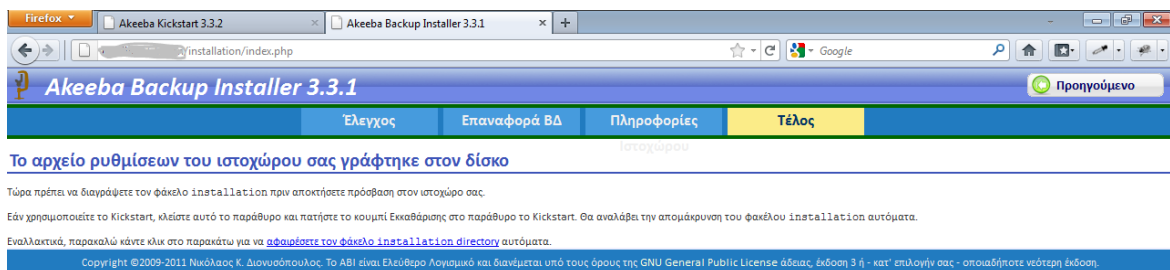 Firefox
Akeeba Kickstart 3.3.2
Akeeba Backup Installer 3.3.1
/installation/index.php
Google
Akeeba Backup Installer 3.3.1
Προηγούμενο
Έλεγχος
Επαναφορά ΒΔ
Πληροφορίες
Ιστοχώρου
Τέλος
Το αρχείο ρυθμίσεων του ιστοχώρου σας γράφτηκε στον δίσκο
Τώρα πρέπει να διαγράψετε τον φάκελο installation πριν αποκτήσετε πρόσβαση στον ιστοχώρο σας.
Εάν χρησιμοποιείτε το Kickstart, κλείστε αυτό το παράθυρο και πατήστε το κουμπί Εκκαθάρισης στο παράθυρο το Kickstart. Θα αναλάβει την απομάκρυνση του φακέλου installation αυτόματα.
Εναλλακτικά, παρακαλώ κάντε κλικ στο παρακάτω για να αφαιρέσετε τον φάκελο installation directory αυτόματα.
Copyright ©2009-2011 Νικόλαος Κ. Διονυσόπουλος. Το ABI είναι Ελεύθερο Λογισμικό και διανέμεται υπό τους όρους της GNU General Public License άδειας, έκδοση 3 ή - κατ' επιλογήν σας - οποιαδήποτε νεότερη έκδοση.